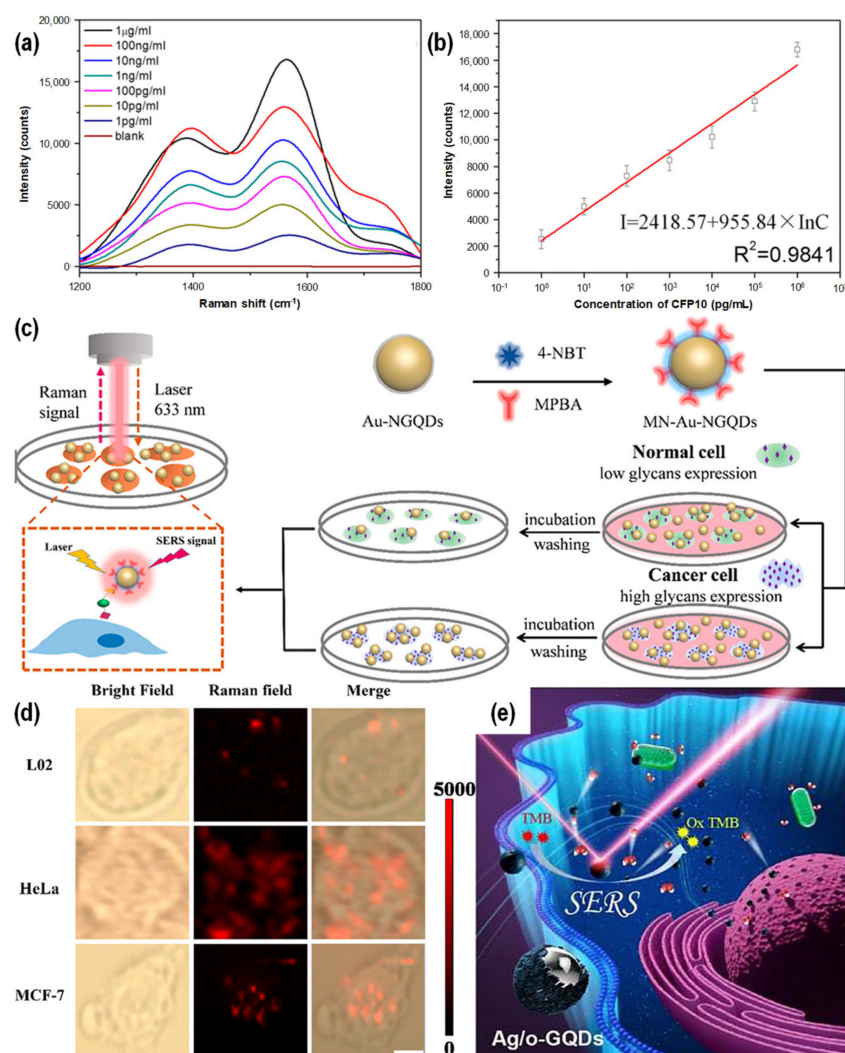 (a)
20,000
15,000
10,000
5000
0
Intensity (counts)
1μg/ml
100ng/ml
10ng/ml
1ng/ml
100pg/ml
10pg/ml
1pg/ml
blank
1200
1400
1600
1800
Raman shift (cm⁻¹)
(b)
18,000
16,000
14,000
12,000
10,000
8000
6000
4000
2000
0
Intensity (counts)
I=2418.57+955.84×InC
R²=0.9841
10⁻¹
10⁰
10¹
10²
10³
10⁴
10⁵
10⁶
10⁷
Concentration of CFP10 (pg/mL)
(c)
Raman
signal
Laser
633 nm
Au-NGQDs
4-NBT
MPBA
MN-Au-NGQDs
Normal cell
low glycans expression
incubation
washing
Cancer cell
high glycans expression
incubation
washing
Laser
SERS signal
(d)
Bright Field
Raman field
Merge
L02
HeLa
MCF-7
5000
0
(e)
TMB
Ox TMB
SERS
Ag/o-GQDs